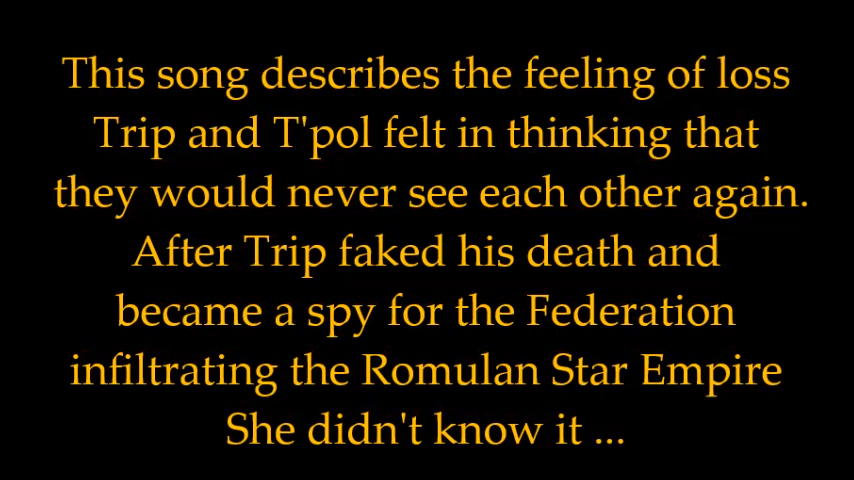 This song describes the feeling of loss
Trip and T'pol felt in thinking that
they would never see each other again.
After Trip faked his death and
became a spy for the Federation
infiltrating the Romulan Star Empire
She didn't know it ...